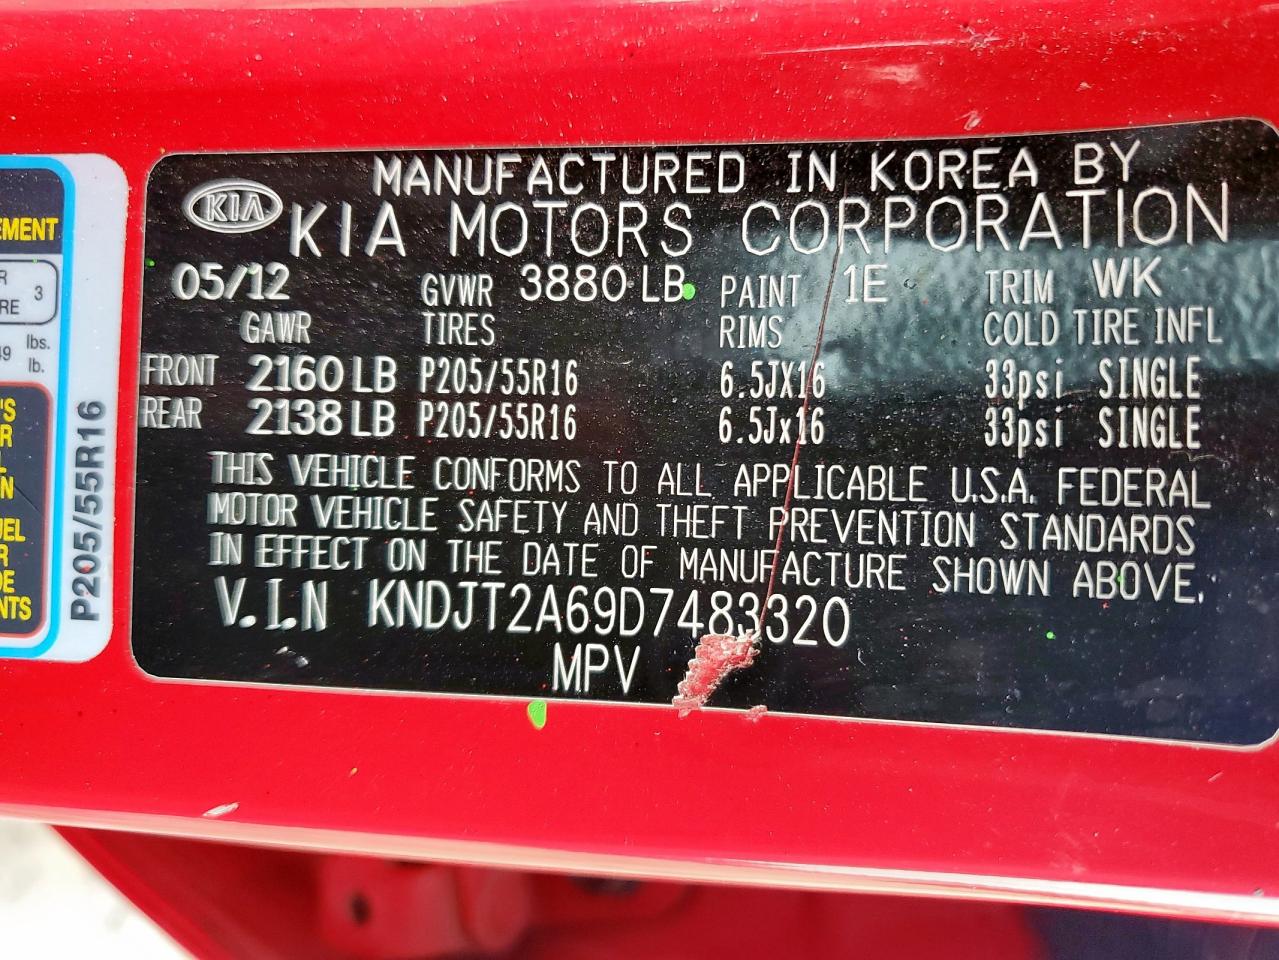 MANUFACTURED IN KOREA BY
KIA KIA MOTORS CORPORATION
05/12 GVWR 3880 LB PAINT 1E TRIM WK
GAWR TIRES RIMS COLD TIRE INFL
FRONT 2160 LB P205/55R16 6.5JX16 33psi SINGLE
REAR 2138 LB P205/55R16 6.5Jx16 33psi SINGLE
THIS VEHICLE CONFORMS TO ALL APPLICABLE U.S.A. FEDERAL
MOTOR VEHICLE SAFETY AND THEFT PREVENTION STANDARDS
IN EFFECT ON THE DATE OF MANUFACTURE SHOWN ABOVE.
V.I.N KNDJT2A69D7483320
MPV
P205/55R16
3
lbs.
lb.